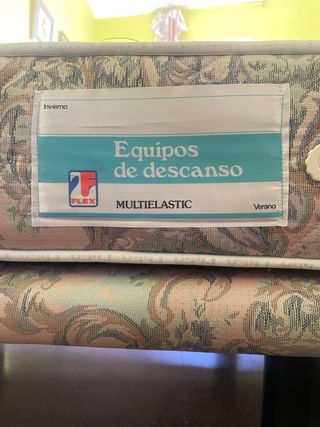 Invierno
Equipos
de descanso
FLEX
MULTIELASTIC
Verano